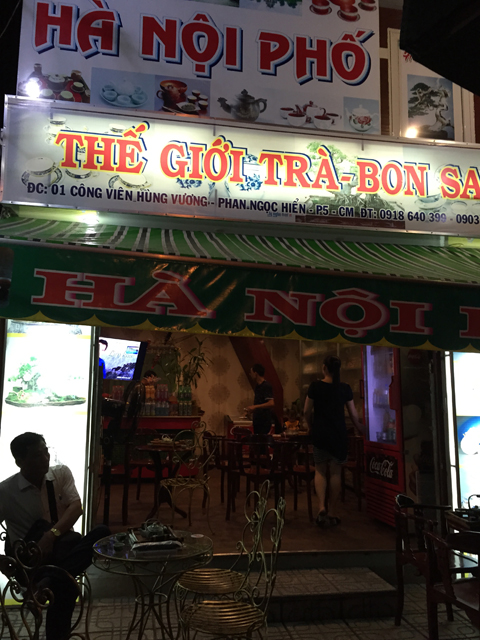 HÀ NỘI PHỐ
THẾ GIỚI TRÀ-BON SA
ĐC: 01 CÔNG VIÊN HÙNG VƯƠNG - PHAN.NGỌC HIỂN - P5 - CM ĐT: 0918 640 399 - 0903
HÀ NỘI
Coca-Cola